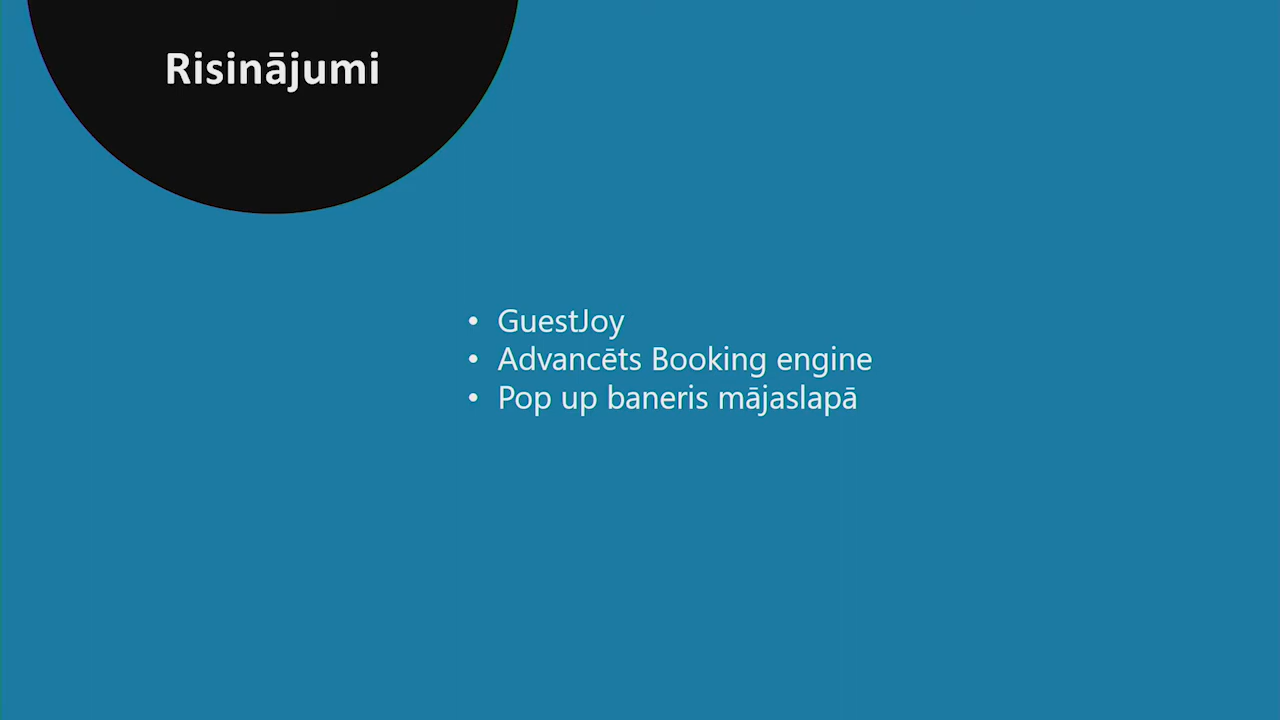 Risinājumi
• GuestJoy
• Advancēts Booking engine
• Pop up baneris mājaslapā